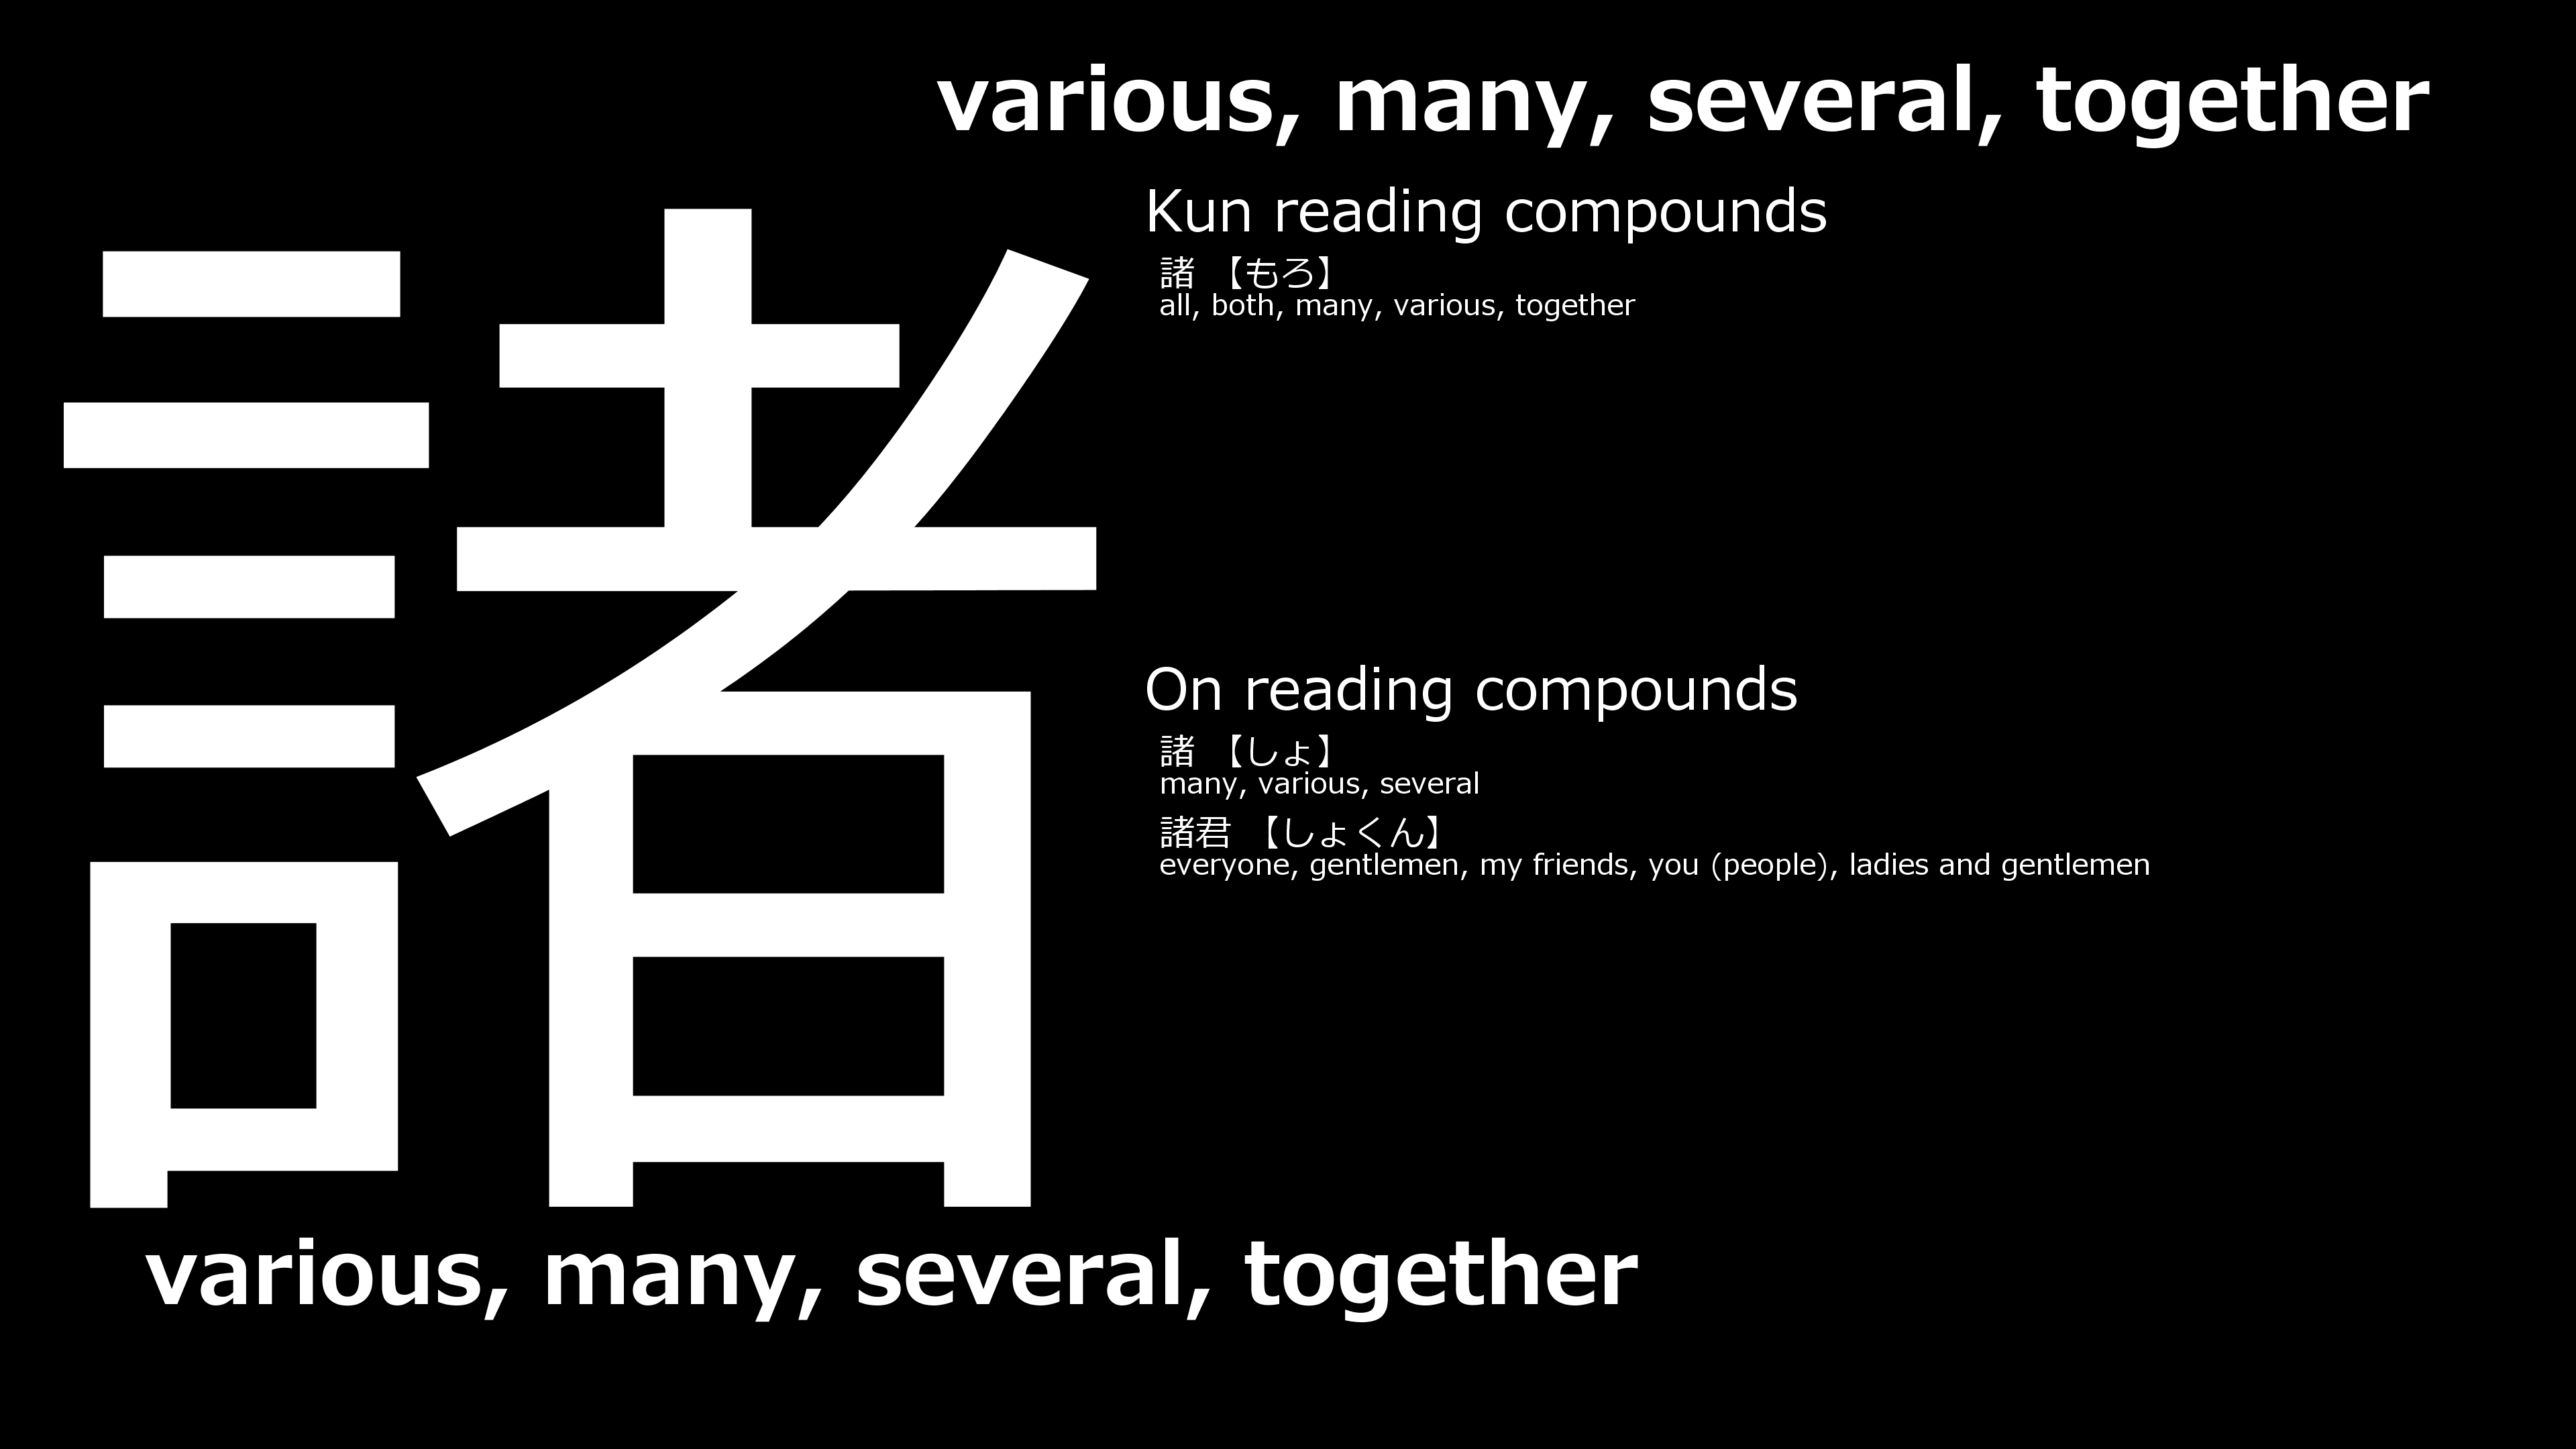 various, many, several, together
諸
Kun reading compounds
諸 【もろ】
all, both, many, various, together
On reading compounds
諸 【しょ】
many, various, several
諸君 【しょくん】
everyone, gentlemen, my friends, you (people), ladies and gentlemen
various, many, several, together